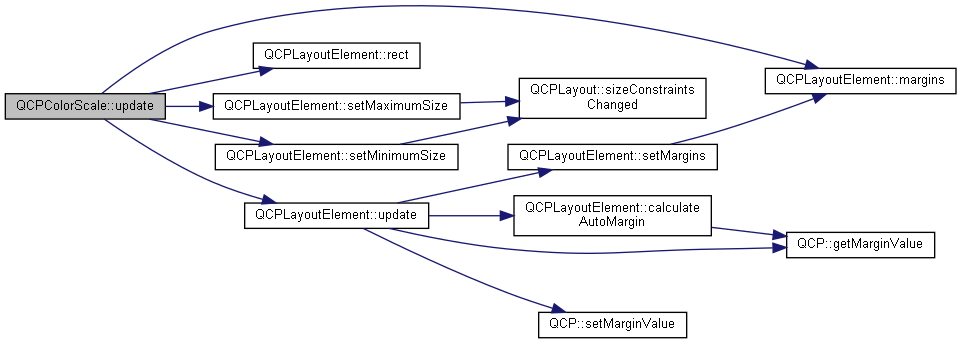 QCPColorScale::update
QCPLayoutElement::rect
QCPLayoutElement::setMaximumSize
QCPLayoutElement::setMinimumSize
QCPLayoutElement::update
QCPLayout::sizeConstraints
Changed
QCPLayoutElement::setMargins
QCPLayoutElement::calculate
AutoMargin
QCP::setMarginValue
QCPLayoutElement::margins
QCP::getMarginValue